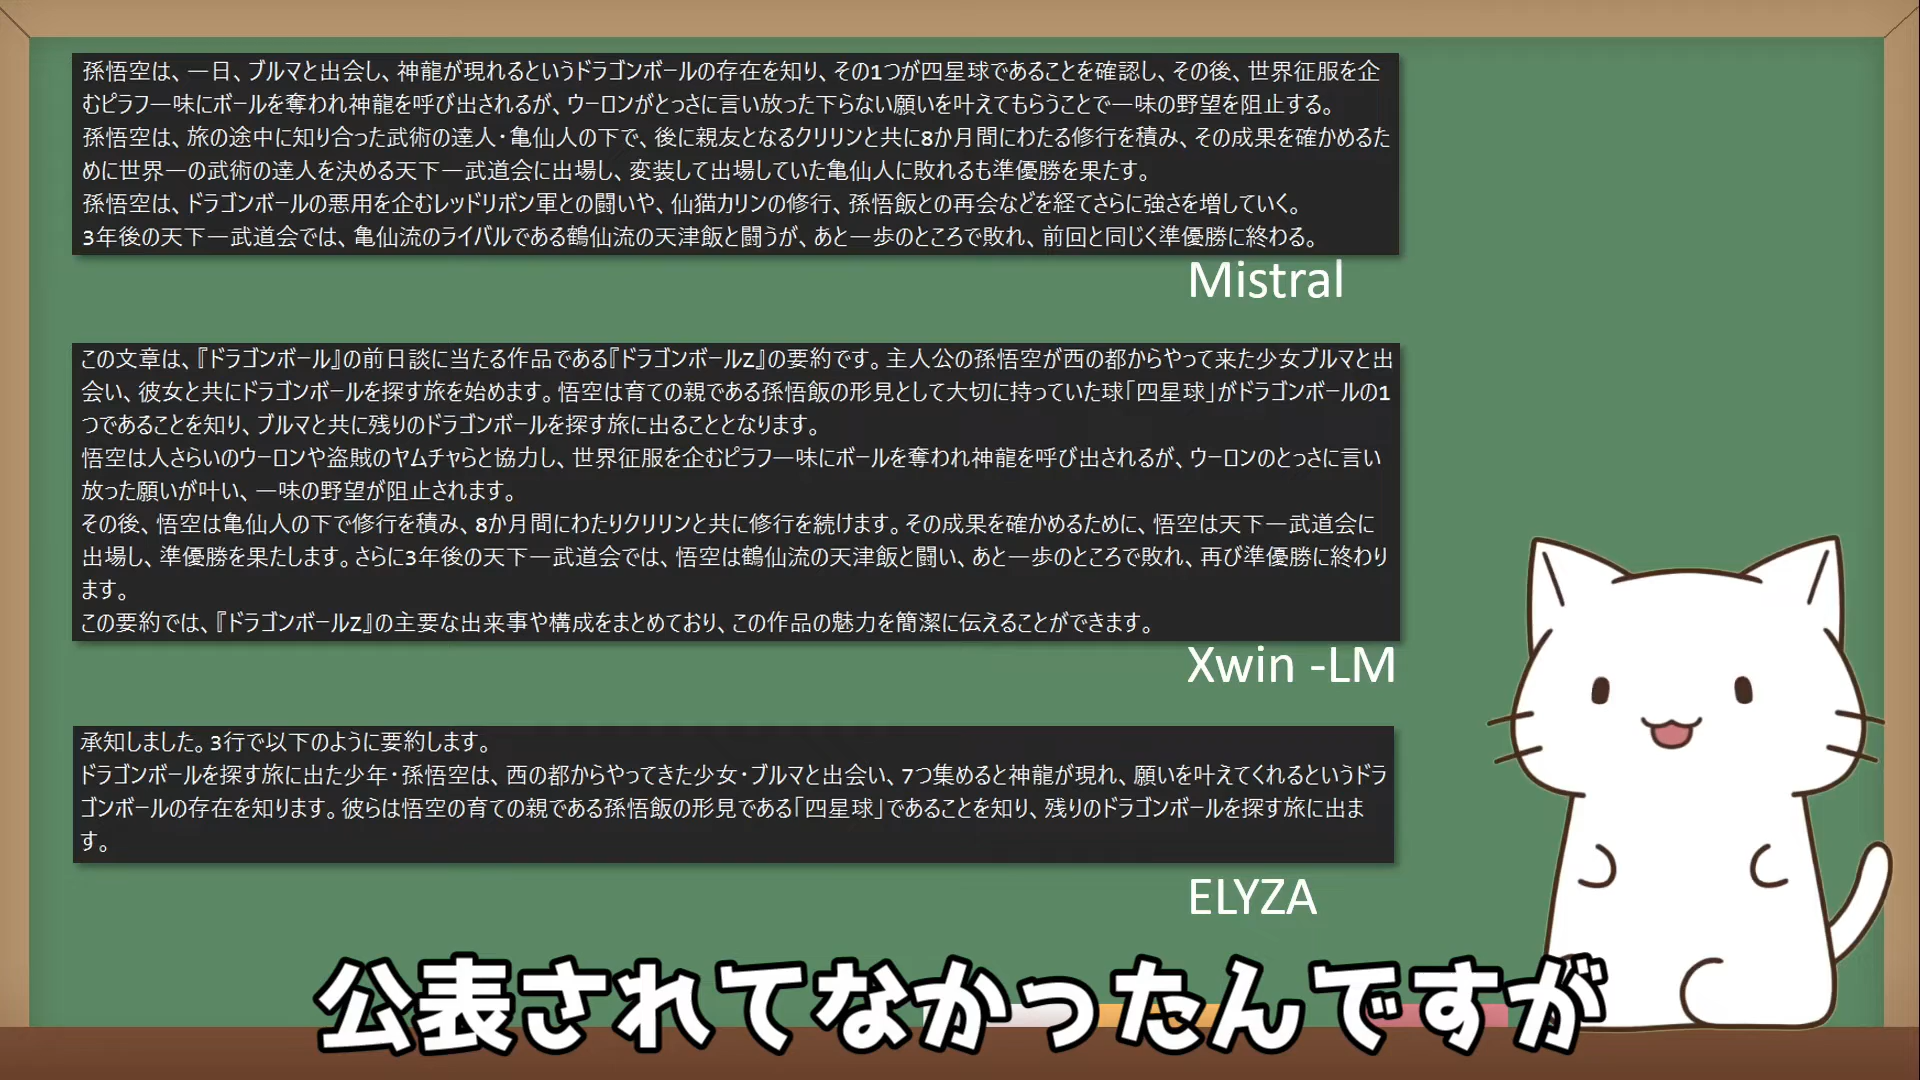 孫悟空は、一日、ブルマと出会し、神龍が現れるというドラゴンボールの存在を知り、その1つが四星球であることを確認し、その後、世界征服を企
むピラフ一味にボールを奪われ神龍を呼び出されるが、ウーロンがとっさに言い放った下らない願いを叶えてもらうことで一味の野望を阻止する。
孫悟空は、旅の途中に知り合った武術の達人・亀仙人の下で、後に親友となるクリリンと共に8か月間にわたる修行を積み、その成果を確かめるた
めに世界一の武術の達人を決める天下一武道会に出場し、変装して出場していた亀仙人に敗れるも準優勝を果たす。
孫悟空は、ドラゴンボールの悪用を企むレッドリボン軍との闘いや、仙猫カリンの修行、孫悟飯との再会などを経てさらに強さを増していく。
3年後の天下一武道会では、亀仙流のライバルである鶴仙流の天津飯と闘うが、あと一歩のところで敗れ、前回と同じく準優勝に終わる。
Mistral
この文章は、『ドラゴンボール』の前日談に当たる作品である『ドラゴンボールZ』の要約です。主人公の孫悟空が西の都からやって来た少女ブルマと出
会い、彼女と共にドラゴンボールを探す旅を始めます。悟空は育ての親である孫悟飯の形見として大切に持っていた球「四星球」がドラゴンボールの1
つであることを知り、ブルマと共に残りのドラゴンボールを探す旅に出ることとなります。
悟空は人さらいのウーロンや盗賊のヤムチャらと協力し、世界征服を企むピラフ一味にボールを奪われ神龍を呼び出されるが、ウーロンのとっさに言い
放った願いが叶い、一味の野望が阻止されます。
その後、悟空は亀仙人の下で修行を積み、8か月間にわたりクリリンと共に修行を続けます。その成果を確かめるために、悟空は天下一武道会に
出場し、準優勝を果たします。さらに3年後の天下一武道会では、悟空は鶴仙流の天津飯と闘い、あと一歩のところで敗れ、再び準優勝に終わり
ます。
この要約では、『ドラゴンボールZ』の主要な出来事や構成をまとめており、この作品の魅力を簡潔に伝えることができます。
Xwin -LM
承知しました。3行で以下のように要約します。
ドラゴンボールを探す旅に出た少年・孫悟空は、西の都からやってきた少女・ブルマと出会い、7つ集めると神龍が現れ、願いを叶えてくれるというドラ
ゴンボールの存在を知ります。彼らは悟空の育ての親である孫悟飯の形見である「四星球」であることを知り、残りのドラゴンボールを探す旅に出ま
す。
ELYZA
公表されてなかったんですが